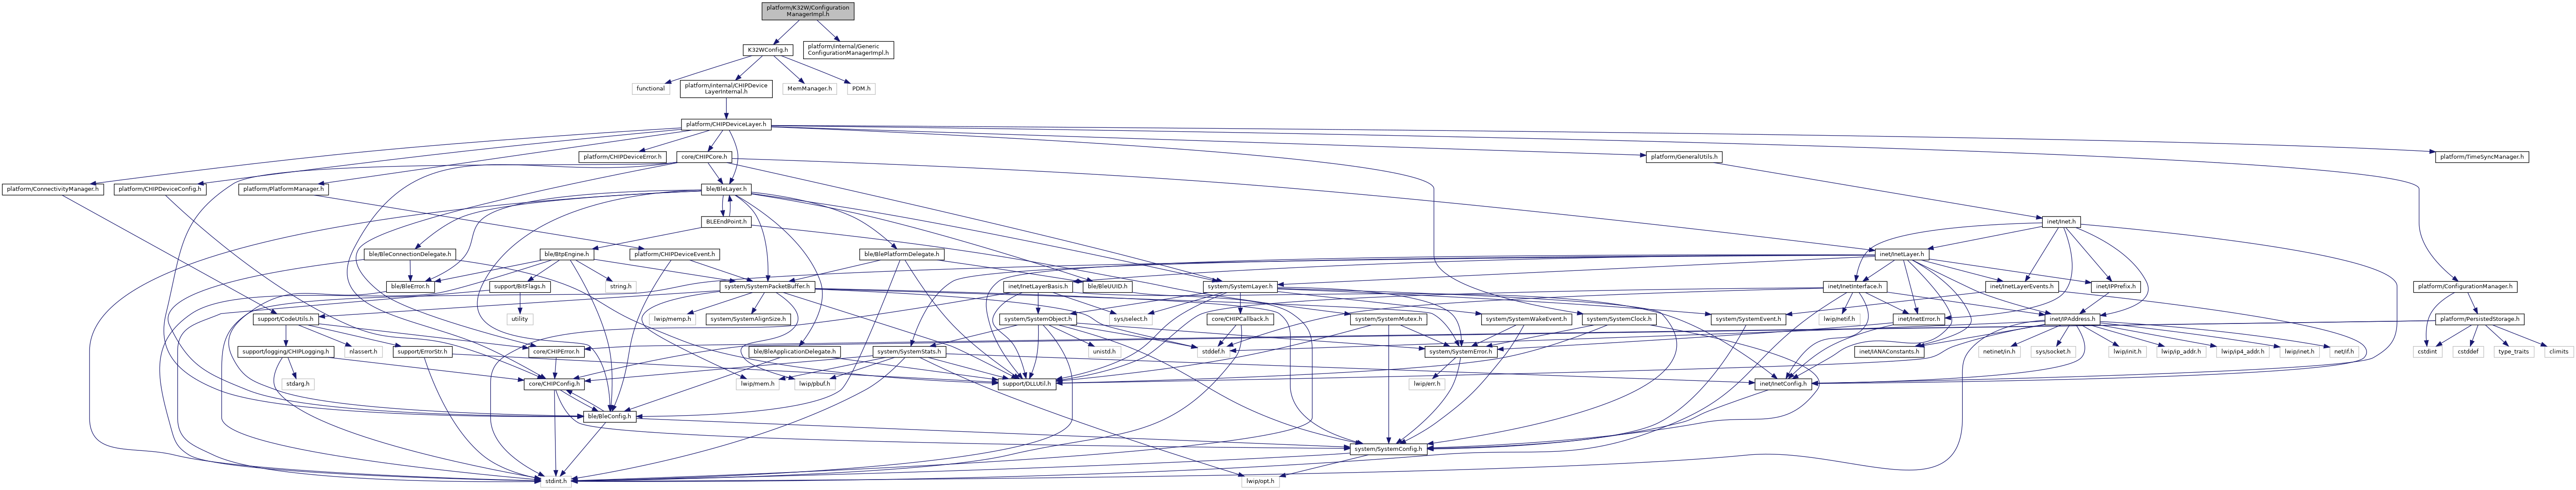 platform/K32W/Configuration
ManagerImpl.h
K32WConfig.h
platform/internal/Generic
ConfigurationManagerImpl.h
functional
platform/internal/CHIPDevice
LayerInternal.h
MemManager.h
PDM.h
platform/CHIPDeviceLayer.h
platform/CHIPDeviceError.h
core/CHIPCore.h
platform/GeneralUtils.h
platform/TimeSyncManager.h
platform/ConnectivityManager.h
platform/CHIPDeviceConfig.h
platform/PlatformManager.h
ble/BleLayer.h
BLEEndPoint.h
inet/Inet.h
ble/BleConnectionDelegate.h
ble/BtpEngine.h
platform/CHIPDeviceEvent.h
ble/BlePlatformDelegate.h
inet/InetLayer.h
ble/BleError.h
support/BitFlags.h
string.h
system/SystemPacketBuffer.h
inet/InetLayerBasis.h
ble/BleUUID.h
system/SystemLayer.h
inet/InetInterface.h
inet/InetLayerEvents.h
inet/IPPrefix.h
platform/ConfigurationManager.h
support/CodeUtils.h
utility
lwip/memp.h
system/SystemAlignSize.h
system/SystemObject.h
sys/select.h
core/CHIPCallback.h
system/SystemMutex.h
system/SystemWakeEvent.h
system/SystemClock.h
system/SystemEvent.h
lwip/netif.h
inet/InetError.h
inet/IPAddress.h
platform/PersistedStorage.h
support/logging/CHIPLogging.h
nlassert.h
support/ErrorStr.h
core/CHIPError.h
ble/BleApplicationDelegate.h
system/SystemStats.h
unistd.h
stddef.h
system/SystemError.h
inet/IANAConstants.h
netinet/in.h
sys/socket.h
lwip/init.h
lwip/ip_addr.h
lwip/ip4_addr.h
lwip/inet.h
net/if.h
cstdint
cstddef
type_traits
climits
stdarg.h
core/CHIPConfig.h
lwip/mem.h
lwip/pbuf.h
support/DLLUtil.h
lwip/err.h
inet/InetConfig.h
ble/BleConfig.h
system/SystemConfig.h
stdint.h
lwip/opt.h